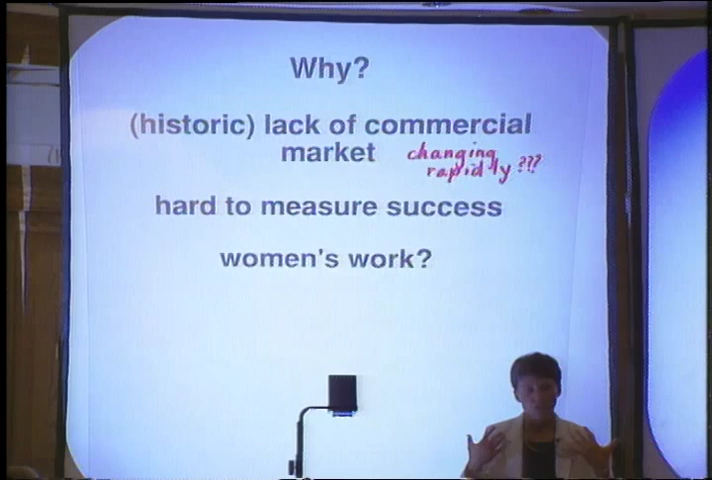 Why?
(historic) lack of commercial
market changing
rapidly ???
hard to measure success
women's work?